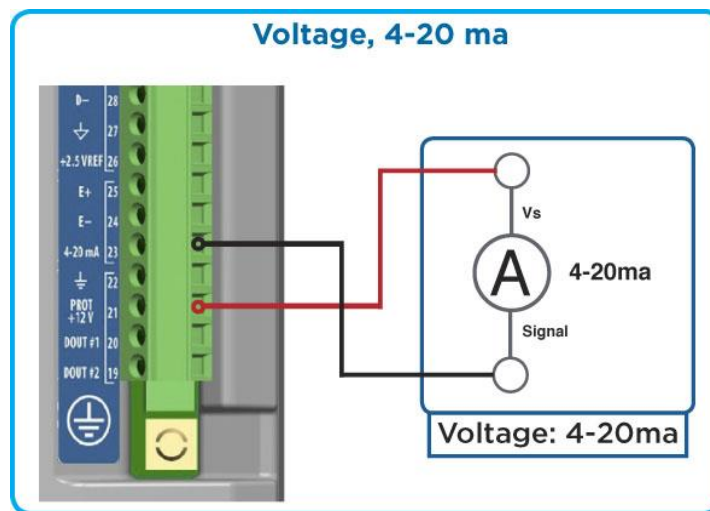 Voltage, 4-20 ma
D− 28
27
+2.5 VREF 26
E+ 25
E− 24
4-20 mA 23
22
PROT
+12 V 21
DOUT #1 20
DOUT #2 19
Vs
A
4-20ma
Signal
Voltage: 4-20ma